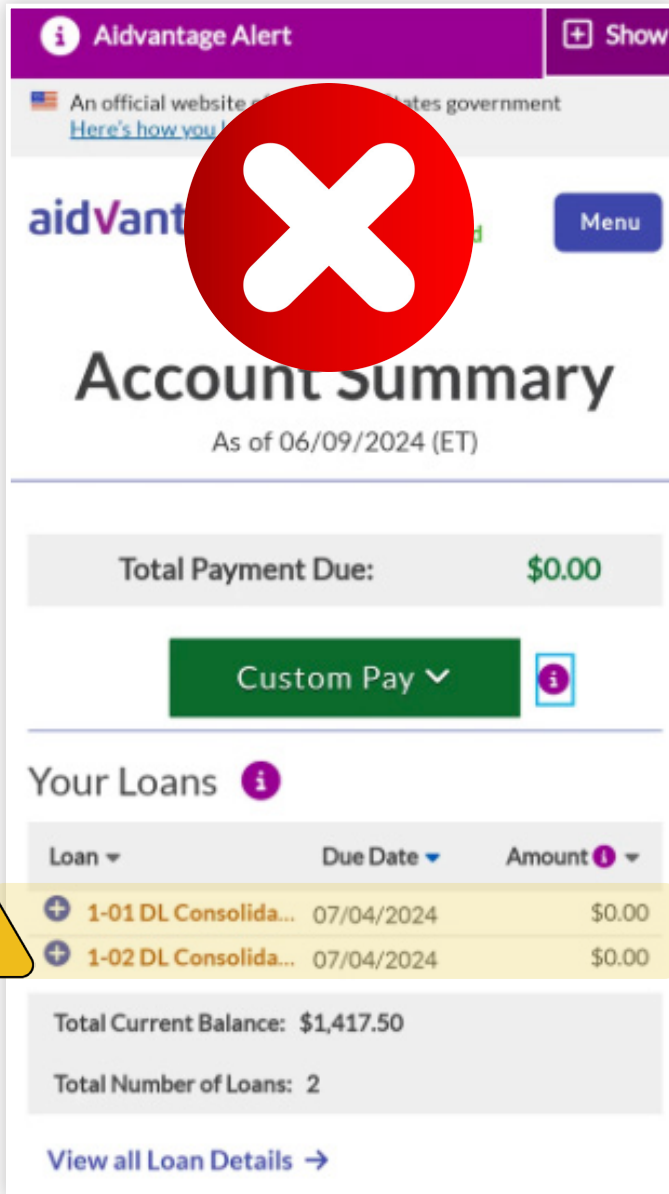 Aidvantage Alert Show
An official website tates government
Here's how you
aidvant
Menu
Account Summary
As of 06/09/2024 (ET)
Total Payment Due: $0.00
Custom Pay
Your Loans
Loan Due Date Amount
1-01 DL Consolida... 07/04/2024 $0.00
1-02 DL Consolida... 07/04/2024 $0.00
Total Current Balance: $1,417.50
Total Number of Loans: 2
View all Loan Details →